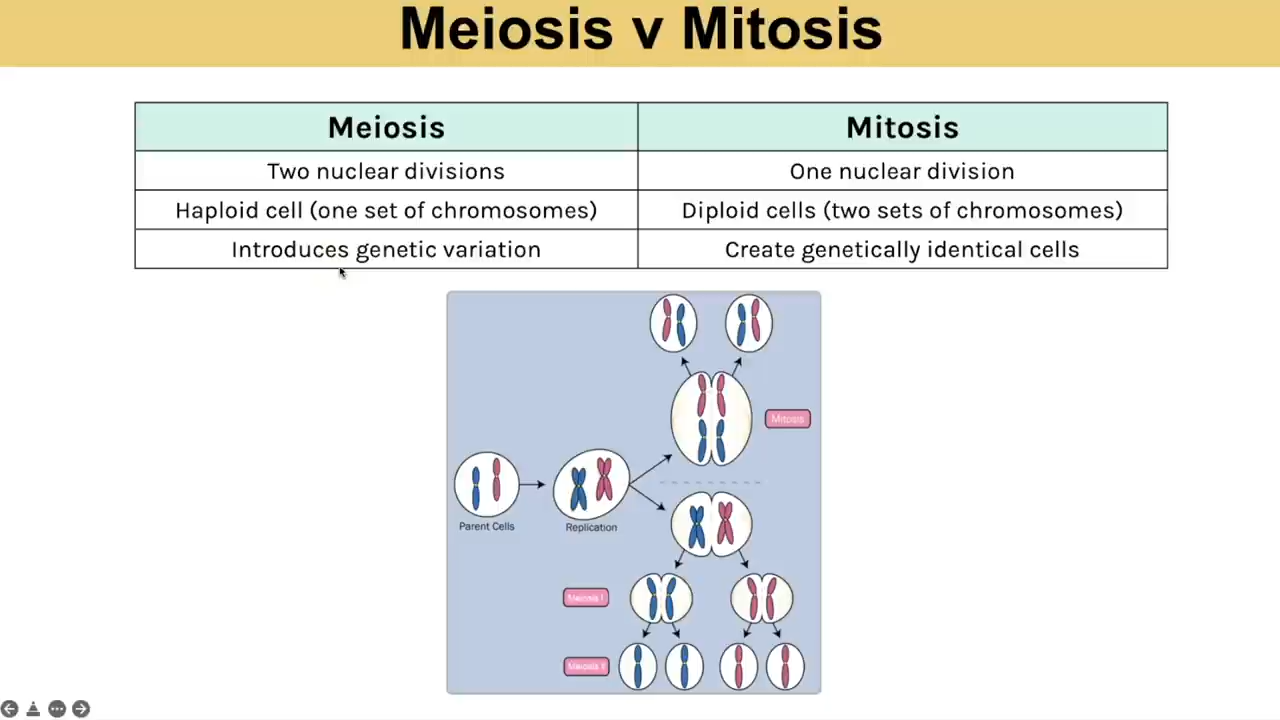 Meiosis v Mitosis
Meiosis Mitosis
Two nuclear divisions One nuclear division
Haploid cell (one set of chromosomes) Diploid cells (two sets of chromosomes)
Introduces genetic variation Create genetically identical cells
Mitosis
Parent Cells Replication
Meiosis I
Meiosis II